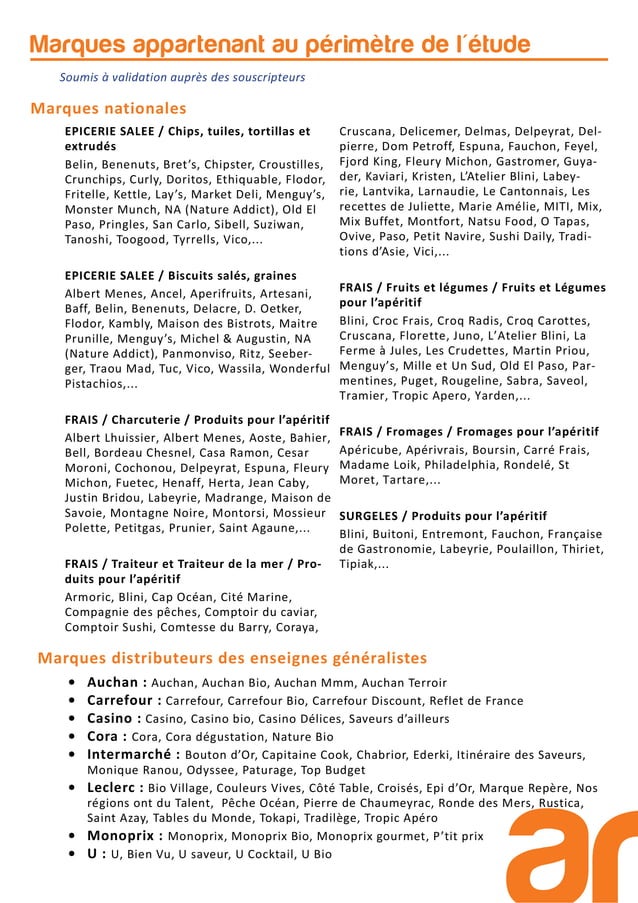 Marques appartenant au périmètre de l´étude
Soumis à validation auprès des souscripteurs
Marques nationales
EPICERIE SALEE / Chips, tuiles, tortillas et
extrudés
Belin, Benenuts, Bret’s, Chipster, Croustilles,
Crunchips, Curly, Doritos, Ethiquable, Flodor,
Fritelle, Kettle, Lay’s, Market Deli, Menguy’s,
Monster Munch, NA (Nature Addict), Old El
Paso, Pringles, San Carlo, Sibell, Suziwan,
Tanoshi, Toogood, Tyrrells, Vico,...
EPICERIE SALEE / Biscuits salés, graines
Albert Menes, Ancel, Aperifruits, Artesani,
Baff, Belin, Benenuts, Delacre, D. Oetker,
Flodor, Kambly, Maison des Bistrots, Maitre
Prunille, Menguy’s, Michel & Augustin, NA
(Nature Addict), Panmonviso, Ritz, Seeber-
ger, Traou Mad, Tuc, Vico, Wassila, Wonderful
Pistachios,...
FRAIS / Charcuterie / Produits pour l’apéritif
Albert Lhuissier, Albert Menes, Aoste, Bahier,
Bell, Bordeau Chesnel, Casa Ramon, Cesar
Moroni, Cochonou, Delpeyrat, Espuna, Fleury
Michon, Fuetec, Henaff, Herta, Jean Caby,
Justin Bridou, Labeyrie, Madrange, Maison de
Savoie, Montagne Noire, Montorsi, Mossieur
Polette, Petitgas, Prunier, Saint Agaune,...
FRAIS / Traiteur et Traiteur de la mer / Pro-
duits pour l’apéritif
Armoric, Blini, Cap Océan, Cité Marine,
Compagnie des pêches, Comptoir du caviar,
Comptoir Sushi, Comtesse du Barry, Coraya,
Cruscana, Delicemer, Delmas, Delpeyrat, Del-
pierre, Dom Petroff, Espuna, Fauchon, Feyel,
Fjord King, Fleury Michon, Gastromer, Guya-
der, Kaviari, Kristen, L’Atelier Blini, Labey-
rie, Lantvika, Larnaudie, Le Cantonnais, Les
recettes de Juliette, Marie Amélie, MITI, Mix,
Mix Buffet, Montfort, Natsu Food, O Tapas,
Ovive, Paso, Petit Navire, Sushi Daily, Tradi-
tions d’Asie, Vici,...
FRAIS / Fruits et légumes / Fruits et Légumes
pour l’apéritif
Blini, Croc Frais, Croq Radis, Croq Carottes,
Cruscana, Florette, Juno, L’Atelier Blini, La
Ferme à Jules, Les Crudettes, Martin Priou,
Menguy’s, Mille et Un Sud, Old El Paso, Par-
mentines, Puget, Rougeline, Sabra, Saveol,
Tramier, Tropic Apero, Yarden,...
FRAIS / Fromages / Fromages pour l’apéritif
Apéricube, Apérivrais, Boursin, Carré Frais,
Madame Loik, Philadelphia, Rondelé, St
Moret, Tartare,...
SURGELES / Produits pour l’apéritif
Blini, Buitoni, Entremont, Fauchon, Française
de Gastronomie, Labeyrie, Poulaillon, Thiriet,
Tipiak,...
Marques distributeurs des enseignes généralistes
• Auchan : Auchan, Auchan Bio, Auchan Mmm, Auchan Terroir
• Carrefour : Carrefour, Carrefour Bio, Carrefour Discount, Reflet de France
• Casino : Casino, Casino bio, Casino Délices, Saveurs d’ailleurs
• Cora : Cora, Cora dégustation, Nature Bio
• Intermarché : Bouton d’Or, Capitaine Cook, Chabrior, Ederki, Itinéraire des Saveurs,
Monique Ranou, Odyssee, Paturage, Top Budget
• Leclerc : Bio Village, Couleurs Vives, Côté Table, Croisés, Epi d’Or, Marque Repère, Nos
régions ont du Talent, Pêche Océan, Pierre de Chaumeyrac, Ronde des Mers, Rustica,
Saint Azay, Tables du Monde, Tokapi, Tradilège, Tropic Apéro
• Monoprix : Monoprix, Monoprix Bio, Monoprix gourmet, P’tit prix
• U : U, Bien Vu, U saveur, U Cocktail, U Bio
ar